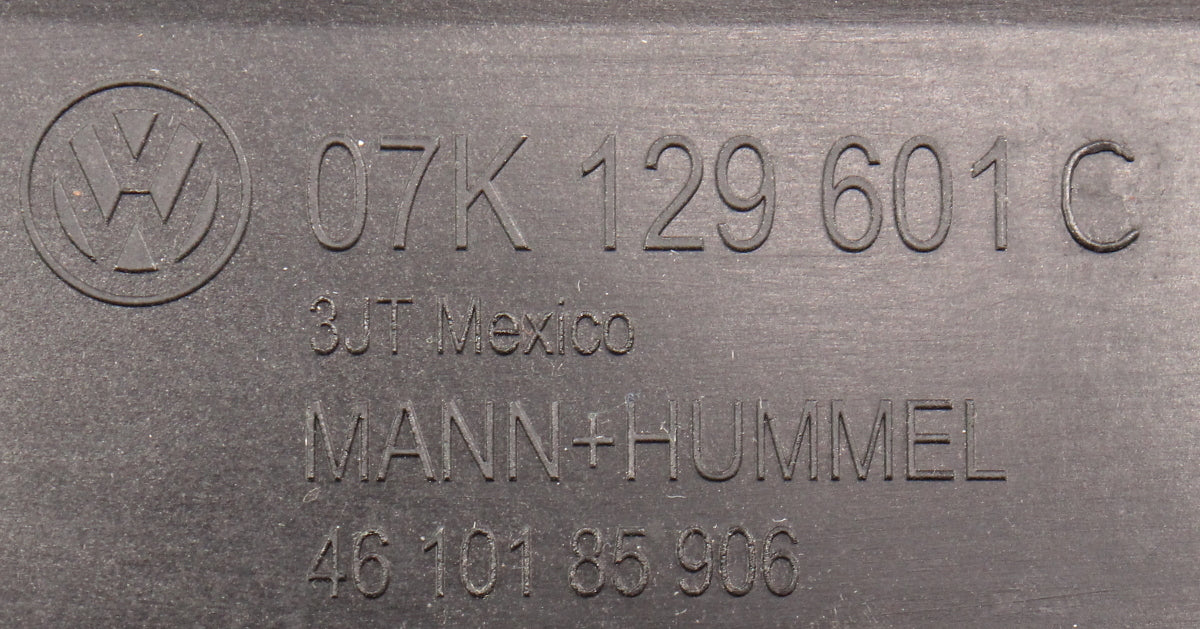 07K 129 601 C
3JT Mexico
MANN+HUMMEL
46 101 85 906